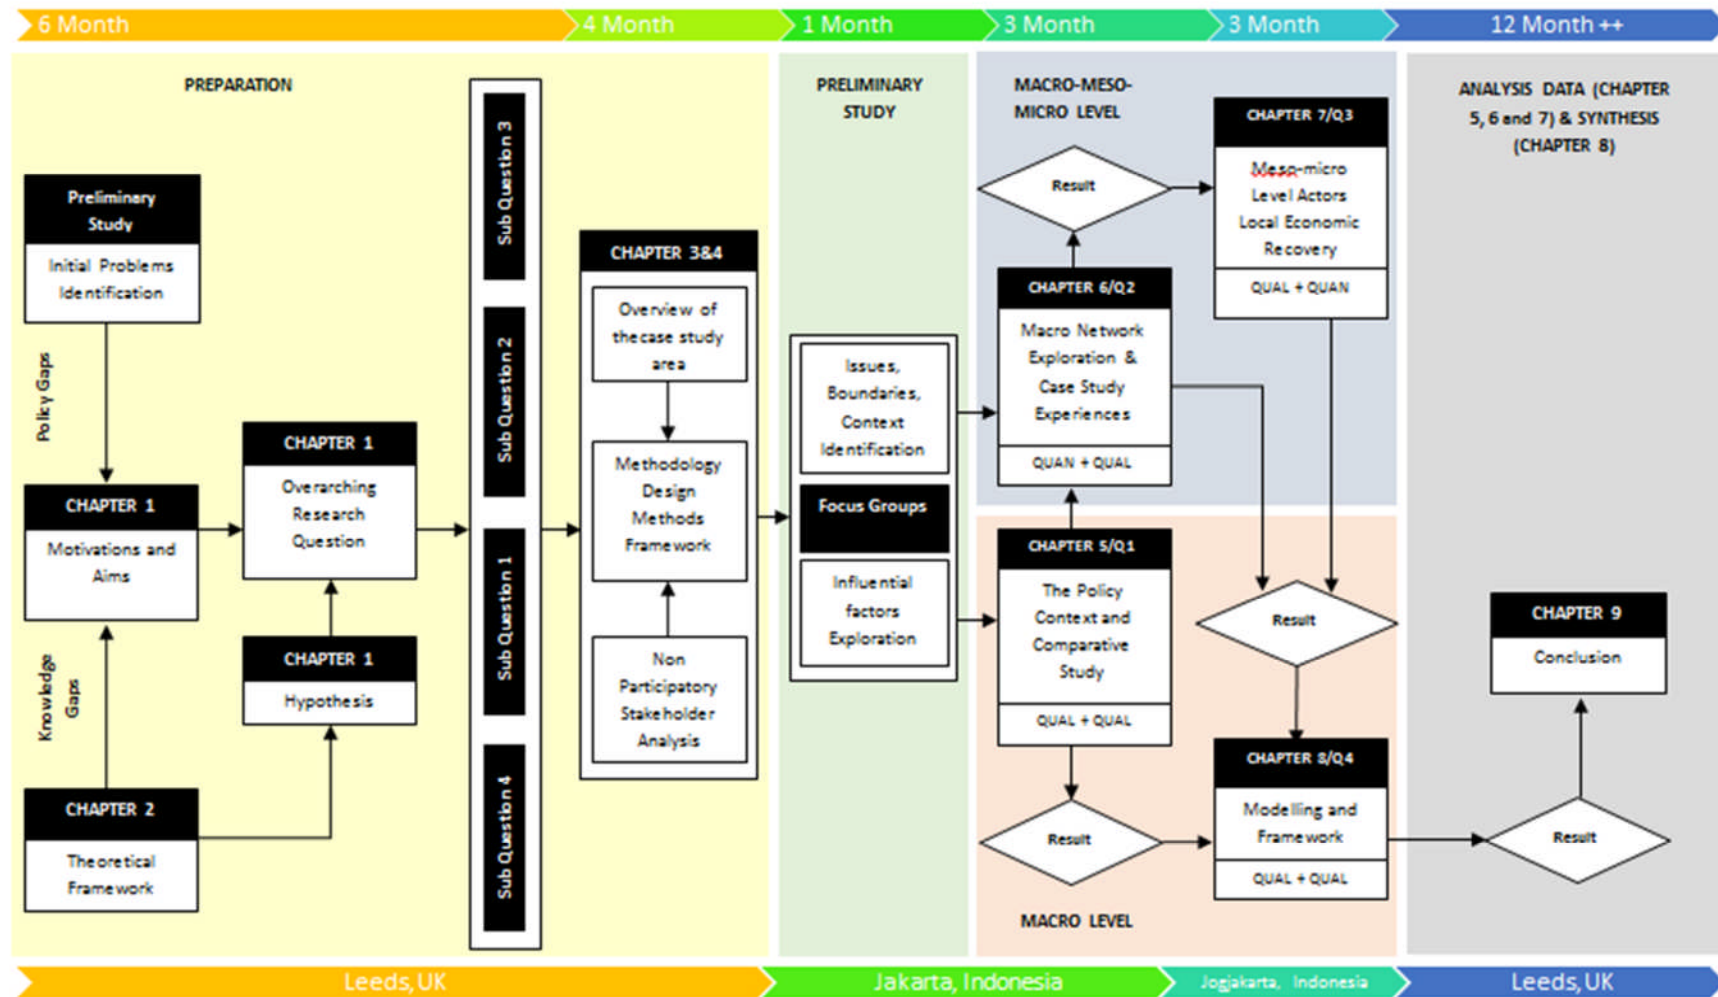 6 Month
4 Month
1 Month
3 Month
3 Month
12 Month ++
PREPARATION
Preliminary
Study
Initial Problems
Identification
Policy Gaps
CHAPTER 1
Motivations and
Aims
Knowledge
Gaps
CHAPTER 2
Theoretical
Framework
CHAPTER 1
Overarching
Research
Question
CHAPTER 1
Hypothesis
Sub Question 3
Sub Question 2
Sub Question 1
Sub Question 4
CHAPTER 3&4
Overview of
thecase study
area
Methodology
Design
Methods
Framework
Non
Participatory
Stakeholder
Analysis
PRELIMINARY
STUDY
Issues,
Boundaries,
Context
Identification
Focus Groups
Influential
factors
Exploration
MACRO-MESO-
MICRO LEVEL
Result
CHAPTER 6/Q2
Macro Network
Exploration &
Case Study
Experiences
QUAN + QUAL
CHAPTER 7/Q3
Meso-micro
Level Actors
Local Economic
Recovery
QUAL + QUAN
CHAPTER 5/Q1
The Policy
Context and
Comparative
Study
QUAL + QUAL
Result
Result
CHAPTER 8/Q4
Modelling and
Framework
QUAL + QUAL
MACRO LEVEL
ANALYSIS DATA (CHAPTER
5, 6 and 7) & SYNTHESIS
(CHAPTER 8)
CHAPTER 9
Conclusion
Result
Leeds,UK
Jakarta, Indonesia
Jogjakarta, Indonesia
Leeds,UK